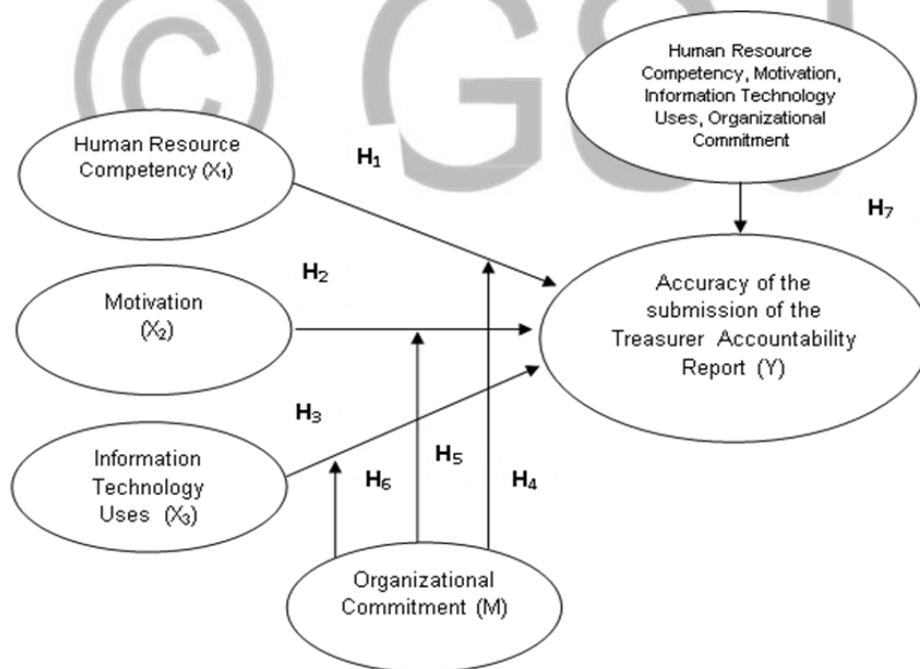 © GSJ
Human Resource
Competency, Motivation,
Information Technology
Uses, Organizational
Commitment
Human Resource
Competency (X₁)
H₁
H₇
Motivation
(X₂)
H₂
Accuracy of the
submission of the
Treasurer Accountability
Report (Y)
Information
Technology
Uses (X₃)
H₃
H₆
H₅
H₄
Organizational
Commitment (M)